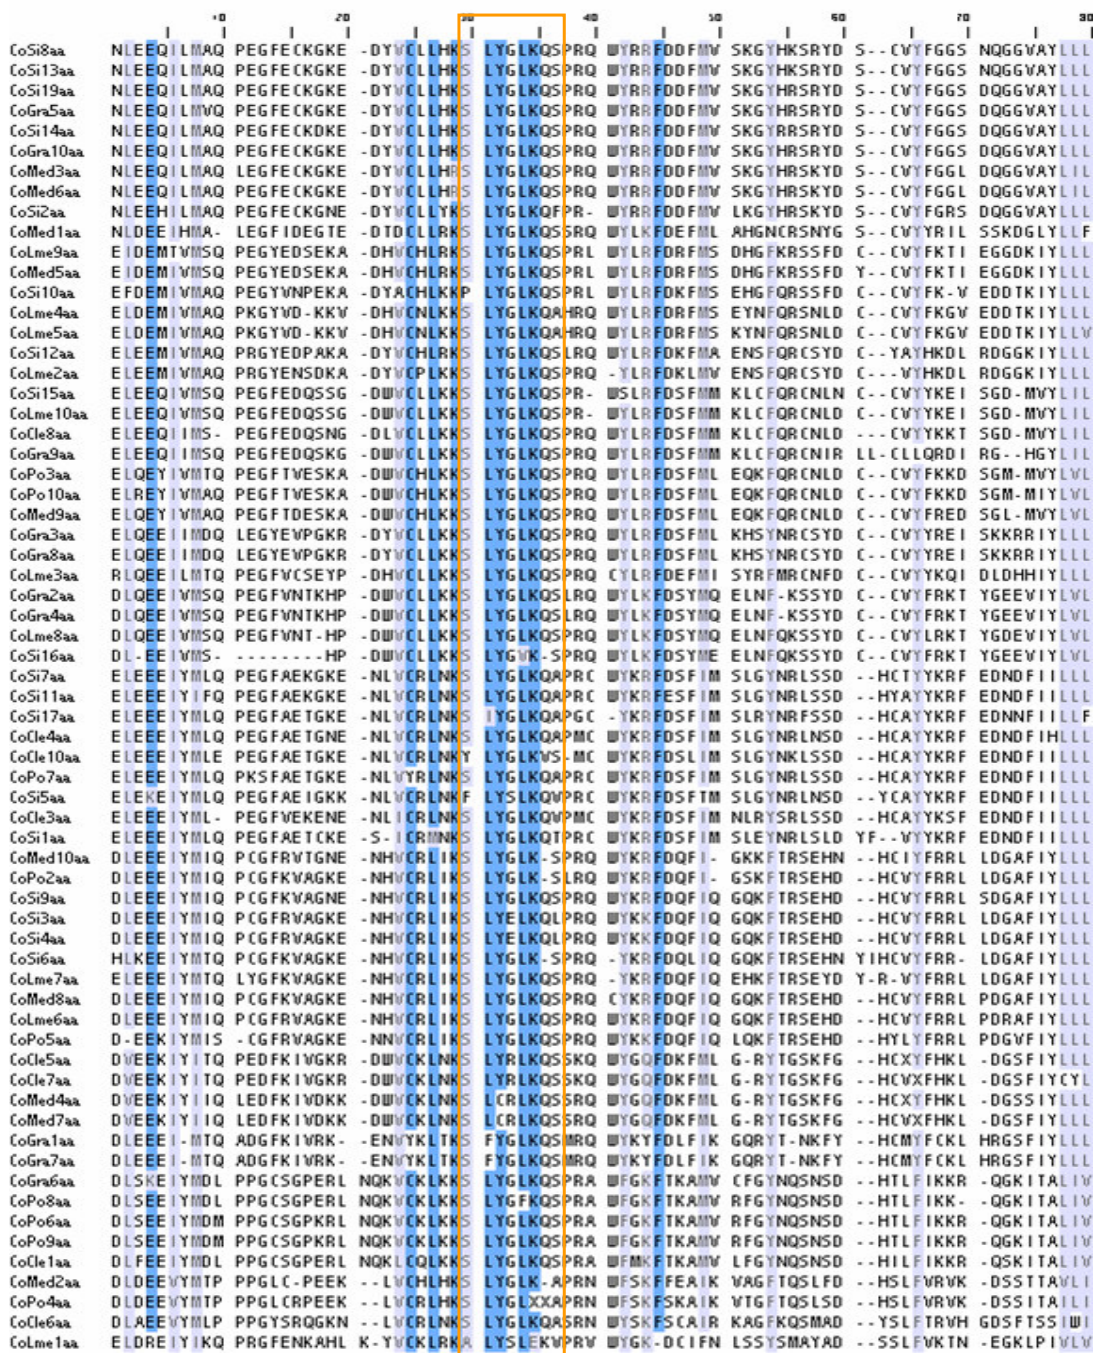 10 20 30 40 50 60 70 80
CoSi8aa NLEEQILMAQ PEGFECKGKE -DYVCLLHKS LYGLKQSPRQ WYRRFDDFMV SKGYHKSRYD S--CVYFGGS NQGGVAYLLL
CoSi13aa NLEEQILMAQ PEGFECKGKE -DYVCLLHKS LYGLKQSPRQ WYRRFDDFMV SKGYHKSRYD S--CVYFGGS NQGGVAYLLL
CoSi19aa NLEEQILMAQ PEGFECKGKE -DYVCLLHKS LYGLKQSPRQ WYRRFDDFMV SKGYHRSRYD S--CVYFGGS DQGGVAYLLL
CoGra5aa NLEEQILMVQ PEGFECKGKE -DYVCLLHKS LYGLKQSPRQ WYRRFDDFMV SKGYHRSRYD S--CVYFGGS DQGGVAYLLL
CoSi14aa NLEEQILMAQ PEGFECKDKE -DYVCLLHKS LYGLKQSPRQ WYRRFDDFMV SKGYRRSRYD S--CVYFGGS DQGGVAYLLL
CoGra10aa NLEEQILMAQ PEGFECKGKE -DYVCLLHKS LYGLKQSPRQ WYRRFDDFMV SKGYHRSRYD S--CVYFGGS DQGGVAYLLL
CoMed3aa NLEEQILMAQ LEGFECKGKE -DYVCLLHRS LYGLKQSPRQ WYRRFDDFMV SKGYHRSKYD S--CVYFGGL DQGGVAYLLL
CoMed6aa NLEEQILMAQ PEGFECKGKE -DYVCLLHRS LYGLKQSPRQ WYRRFDDFMV SKGYHRSKYD S--CVYFGGL DQGGVAYLIL
CoSi2aa NLEEHILMAQ PEGFECKGNE -DYVCLLYKS LYGLKQFPR- WYRRFDDFMV LKGYHRSKYD S--CVYFGRS DQGGVAYLLL
CoMed1aa NLDEEIHMA- LEGFIDEGTE -DTDCLLKKS LYGLKQSSRQ WYLKFDEFML AHGNCRSNYG S--CVYYRIL SSKDGLYLLF
CoLme9aa EIDEMTVMSQ PEGYEDSEKA -DHVCHLRKS LYGLKQSPRL WYLRFDRFMS DHGFKRSSFD C--CVYFKTI EGGDKIYLLL
CoMed5aa EIDEMIVMSQ PEGYEDSEKA -DHVCHLRKS LYGLKQSPRL WYLRFDRFMS DHGFKRSSFD Y--CVYFKTI EGGDKIYLLL
CoSi10aa EFDEMIVMAQ PEGYVNPEKA -DYACHLKKP LYGLKQSPRL WYLRFDKFMS EHGFQRSSFD C--CVYFK-V EDDTKIYLLL
CoLme4aa ELDEMIVMAQ PKGYVD-KKV -DHVCNLKKS LYGLKQAHRQ WYLRFDRFMS EYNFQRSNLD C--CVYFKGV EDDTKIYLLL
CoLme5aa ELDEMIVMAQ PKGYVD-KKV -DHVCNLKKS LYGLKQAHRQ WYLRFDRFMS KYNFQRSNLD C--CVYFKGV EDDTKIYLLV
CoSi12aa ELEEMIVMAQ PRGYEDPAKA -DYVCHLRKS LYGLKQSLRQ WYLRFDKFMA ENSFQRCSYD C--YAYHKDL RDGGKIYLLL
CoLme2aa ELEEMIVMAQ PRGYENSDKA -DYVCPLKKS LYGLKQSPRQ -YLRFDKLMV ENSFQRCSYD C---VYHKDL RDGGKIYLLL
CoSi15aa ELEEQIVMSQ PEGFEDQSSG -DWVCLLKKS LYGLKQSPR- WSLRFDSFMM KLCFQRCNLN C--CVYYKEI SGD-MVYLLL
CoLme10aa ELEEQIVMSQ PEGFEDQSSG -DWVCLLKKS LYGLKQSPRQ WYLRFDSFMM KLCFQRCNLD C--CVYYKEI SGD-MVYLIL
CoCle8aa ELEEQIIMS- PEGFEDQSNG -DLVCLLKKS LYGLKQSPRQ WYLRFDSFMM KLCFQRCNLD C--CVYYKKT SGD-MVYLIL
CoGra9aa ELEEQIIMSQ PEGFEDQSKG -DWVCLLKKS LYGLKQSPRQ WYLRFDSFMM KLCFQRCNIR LL-CLLQRDI RG--HGYLIL
CoPo3aa ELQEYIVMTQ PEGFTVESKA -DWVCHLKKS LYGLKQSPRQ WYLRFDSFML EQKFQRCNLD C--CVYFKKD SGM-MVYLVL
CoPo10aa ELREYIVMAQ PEGFTVESKA -DWVCHLKKS LYGLKQSPRQ WYLRFDSFML EQKFQRCNLD C--CVYFKKD SGM-MIYLVL
CoMed9aa ELQEYIVMAQ PEGFTDESKA -DWVCHLKKS LYGLKQSPRQ WYLRFDSFML EQKFQRCNLD C--CVYFRED SGL-MVYLVL
CoGra3aa ELQEEIIMDQ LEGYEVPGKR -DYVCLLKKS LYGLKQSPRQ WYLRFDSFML KHSYNRCSYD C--CVYYREI SKKRRIYLLL
CoGra8aa ELQEEIIMDQ LEGYEVPGKR -DYVCLLKKS LYGLKQSPRQ WYLRFDSFML KHSYNRCSYD C--CVYYREI SKKRRIYLLL
CoLme3aa RLQEEILMTQ PEGFVCSEYP -DHVCLLKKS LYGLKQSPRQ CYLRFDEFMI SYRFMRCNFD C--CVYYKQI DLDHHIYLLL
CoGra2aa DLQEEIVMSQ PEGFVNTKHP -DWVCLLKKS LYGLKQSLRQ WYLKFDSYMQ ELNF-KSSYD C--CVYFRKT YGEEVIYLVL
CoGra4aa DLQEEIVMSQ PEGFVNTKHP -DWVCLLKKS LYGLKQSLRQ WYLKFDSYMQ ELNF-KSSYD C--CVYFRKT YGEEVIYLVL
CoLme8aa DLQEEIVMSQ PEGFVNT-HP -DWVCLLKKS LYGLKQSPRQ WYLKFDSYMQ ELNFQKSSYD C--CVYLRKT YGDEVIYLVL
CoSi16aa DL-EEIVMS- --------HP -DWVCLLKKS LYGVK-SPRQ WYLKFDSYME ELNFQKSSYD C--CVYFRKT YGEEVIYLVL
CoSi7aa ELEEEIYMLQ PEGFAEKGKE -NLVCRLNKS LYGLKQAPRC WYKRFDSFIM SLGYNRLSSD --HCTYYKRF EDNDFIILLL
CoSi11aa ELEEEIYIFQ PEGFAEKGKE -NLVCRLNKS LYGLKQAPRC WYKRFESFIM SLGYNRLSSD --HYAYYKRF EDNDFIILLL
CoSi17aa ELEEEIYMLQ PEGFAETGKE -NLVCRLNKS IYGLKQAPGC -YKRFDSFIM SLRYNRFSSD --HCAYYKRF EDNNFIILLF
CoCle4aa ELEEEIYMLQ PEGFAETGNE -NLVCRLNKS LYGLKQAPMC WYKRFDSFIM SLGYNRLNSD --HCAYYKRF EDNDFIHLLL
CoCle10aa ELEEEIYMLE PEGFAETGKE -NLVCRLNKY LYGLKVS-MC WYKRFDSLIM SLGYNKLSSD --HCAYYKRF EDNDFIILLL
CoPo7aa ELEEEIYMLQ PKSFAETGKE -NLVYRLNKS LYGLKQAPRC WYKRFDSFIM SLGYNRLSSD --HCAYYKRF EDNDFIILLL
CoSi5aa ELEKEIYMLQ PEGFAEIGKK -NLVCRLNKF LYSLKQVPRC WYKRFDSFTM SLGYNRLNSD --YCAYYKRF EDNDFIILLL
CoCle3aa ELEEEIYML- PEGFVEKENE -NLICRLNKS LYGLKQVPMC WYKRFDSFIM NLRYSRLSSD --HCAYYKSF EDNDFIILLL
CoSi1aa ELEEEIYMLQ PEGFAETCKE -S-ICRMNKS LYGLKQTPRC WYKRFDSFIM SLEYNRLSLD YF--VYYKRF EDNDFIILLL
CoMed10aa DLEEEIYMIQ PCGFRVTGNE -NHVCRLIKS LYGLK-SPRQ WYKRFDQFI- GKKFTRSEHN --HCIYFRRL LDGAFIYLLL
CoPo2aa DLEEEIYMIQ PCGFKVAGKE -NHVCRLIKS LYGLK-SLRQ WYKRFDQFI- GSKFTRSEHD --HCVYFRRL LDGAFIYLLL
CoSi9aa DLEEEIYMIQ PCGFKVAGNE -NHVCRLIKS LYGLKQSPRQ WYKRFDQFIQ GQKFTRSEHD --HCVYFRRL SDGAFIYLLL
CoSi3aa DLEEEIYMIQ PCGFRVAGKE -NHVCRLIKS LYELKQLPRQ WYKKFDQFIQ GQKFTRSEHD --HCVYFRRL LDGAFIYLLL
CoSi4aa DLEEEIYMIQ PCGFRVAGKE -NHVCRLIKS LYELKQLPRQ WYKKFDQFIQ GQKFTRSEHD --HCVYFRRL LDGAFIYLLL
CoSi6aa HLKEEIYMTQ PCGFRVAGKE -NHVCRLIKS LYGLK-SPRQ -YKRFDQLIQ GQKFTRSEHN YIHCVYFRR- LDGAFIYLLL
CoLme7aa ELEEEIYMTQ LYGFKVAGKE -NHVCRLIKS LYGLKQSPRQ -YKRFDQFIQ EHKFTRSEYD Y-R-VYFRRL LDGAFIYLLL
CoMed8aa DLEEEIYMIQ PCGFKVAGKE -NHVCRLIKS LYGLKQSPRQ CYKRFDQFIQ GQKFTRSEHD --HCVYFRRL PDGAFIYLLL
CoLme6aa DLEEEIYMIQ PCGFRVAGKE -NHVCRLIKS LYGLKQSPRQ WYKRFDQFIQ GQKFTRSEHD --HCVYFRRL PDRAFIYLLL
CoPo5aa D-EEKIYMIS -CGFRVAGKE -NNVCRLIKS LYGLKQSPRQ WYKKFDQFIQ LQKFTRSEHD --HYLYFRRL PDGVFIYLLL
CoCle5aa DVEEKIYITQ PEDFKIVGKR -DWVCKLNKS LYRLKQSSKQ WYGQFDKFML G-RYTGSKFG --HCXYFHKL -DGSFIYLLL
CoCle7aa DVEEKIYITQ PEDFKIVGKR -DWVCKLNKS LYRLKQSSKQ WYGQFDKFML G-RYTGSKFG --HCVXFHKL -DGSFIYCYL
CoMed4aa DVEEKIYIIQ LEDFKIVDKK -DWVCKLNKS LCRLKQSSRQ WYGQFDKFML G-RYTGSKFG --HCXYFHKL -DGSSIYLLL
CoMed7aa DVEEKIYIIQ LEDFKIVDKK -DWVCKLNKS LCRLKQSSRQ WYGQFDKFML G-RYTGSKFG --HCVYFHKL -DGSSIYLLL
CoGra1aa DLEEEI-MTQ ADGFKIVRK- -ENVYKLTKS FYGLKQSMRQ WYKYFDLFIK GQRYT-NKFY --HCMYFCKL HRGSFIYLLL
CoGra7aa DLEEEI-MTQ ADGFKIVRK- -ENVYKLTKS FYGLKQSMRQ WYKYFDLFIK GQRYT-NKFY --HCMYFCKL HRGSFIYLLL
CoGra6aa DLSKEIYMDL PPGCSGPERL NQKVCKLKKS LYGLKQSPRA WFGKFTKAMV CFGYNQSNSD --HTLFIKKR -QGKITALIV
CoPo8aa DLSEEIYMDL PPGCSGPERL NQKVCKLKKS LYGFKQSPRA WFGKFTKAMV RFGYNQSNSD --HTLFIKK- -QGKITALIV
CoPo6aa DLSEEIYMDM PPGCSGPKRL NQKVCKLKKS LYGLKQSPRA WFGKFTKAMV RFGYNQSNSD --HTLFIKKR -QGKITALIV
CoPo9aa DLSEEIYMDM PPGCSGPKRL NQKVCKLKKS LYGLKQSPRA WFGKFTKAMV RFGYNQSNSD --HILFIKKR -QGKITALIV
CoCle1aa DLFEEIYMDL PPGCSGPERL NQKLCQLKKS LYGLKQSPRA WFMKFTKAMV LFGYNQSNSD --HTLFIKKR -QSKITALIV
CoMed2aa DLDEEVYMTP PPGLC-PEEK --LVCHLHKS LYGLK-APRN WFSKFFEAIK VAGFTQSLFD --HSLFVRVK -DSSTTAVLI
CoPo4aa DLDEEVYMTP PPGLCRPEEK --LVCRLHKS LYGLXXAPRN WFSKFSKAIK VTGFTQSLSD --HSLFVRVK -DSSITAILI
CoCle6aa DLAEEVYMLP PPGYSRQGKN --LVCRLNKS LYGLKQASRN WYSKFSCAIR KAGFKQSMAD --YSLFTRVH GDSFTSSIWI
CoLme1aa ELDREIYIKQ PRGFENKAHL K-YVCKLRKA LYSLEKVPRV WYGK-DCIFN LSSYSMAYAD --SSLFVKTN -EGKLPIVLV